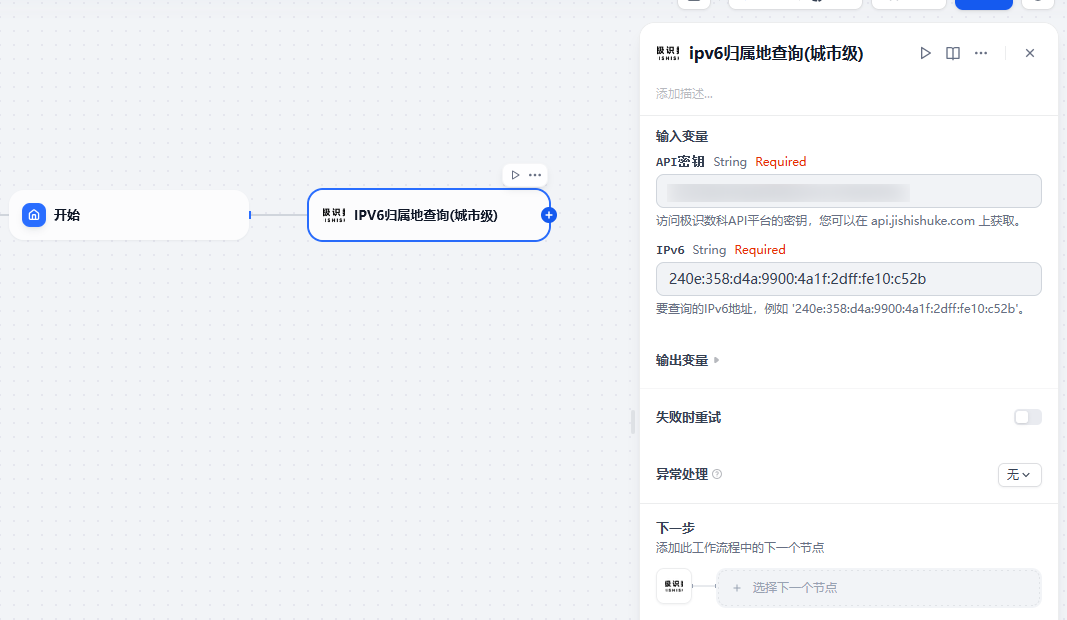 ipv6归属地查询(城市级)
添加描述...
输入变量
API密钥 String Required
访问极识数科API平台的密钥，您可以在 api.jishishuke.com 上获取。
IPv6 String Required
240e:358:d4a:9900:4a1f:2dff:fe10:c52b
要查询的IPv6地址，例如 '240e:358:d4a:9900:4a1f:2dff:fe10:c52b'。
输出变量
失败时重试
异常处理
无
下一步
添加此工作流程中的下一个节点
选择下一个节点
开始
IPV6归属地查询(城市级)